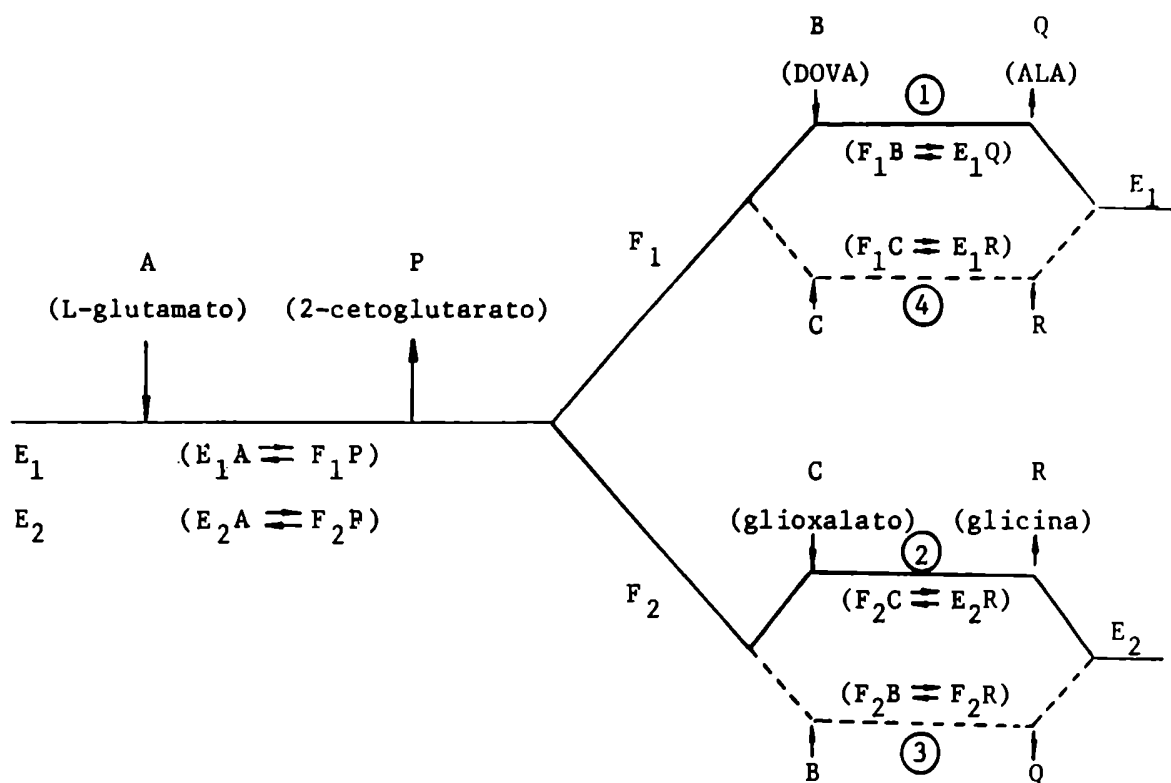 B Q
(DOVA) (ALA)
①
(F₁B ⇌ E₁Q)
E₁
F₁
(F₁C ⇌ E₁R)
④
C R
A P
(L-glutamato) (2-cetoglutarato)
E₁ (E₁A ⇌ F₁P)
E₂ (E₂A ⇌ F₂P)
C R
(glioxalato) (glicina)
②
F₂
(F₂C ⇌ E₂R)
E₂
(F₂B ⇌ F₂R)
③
B Q